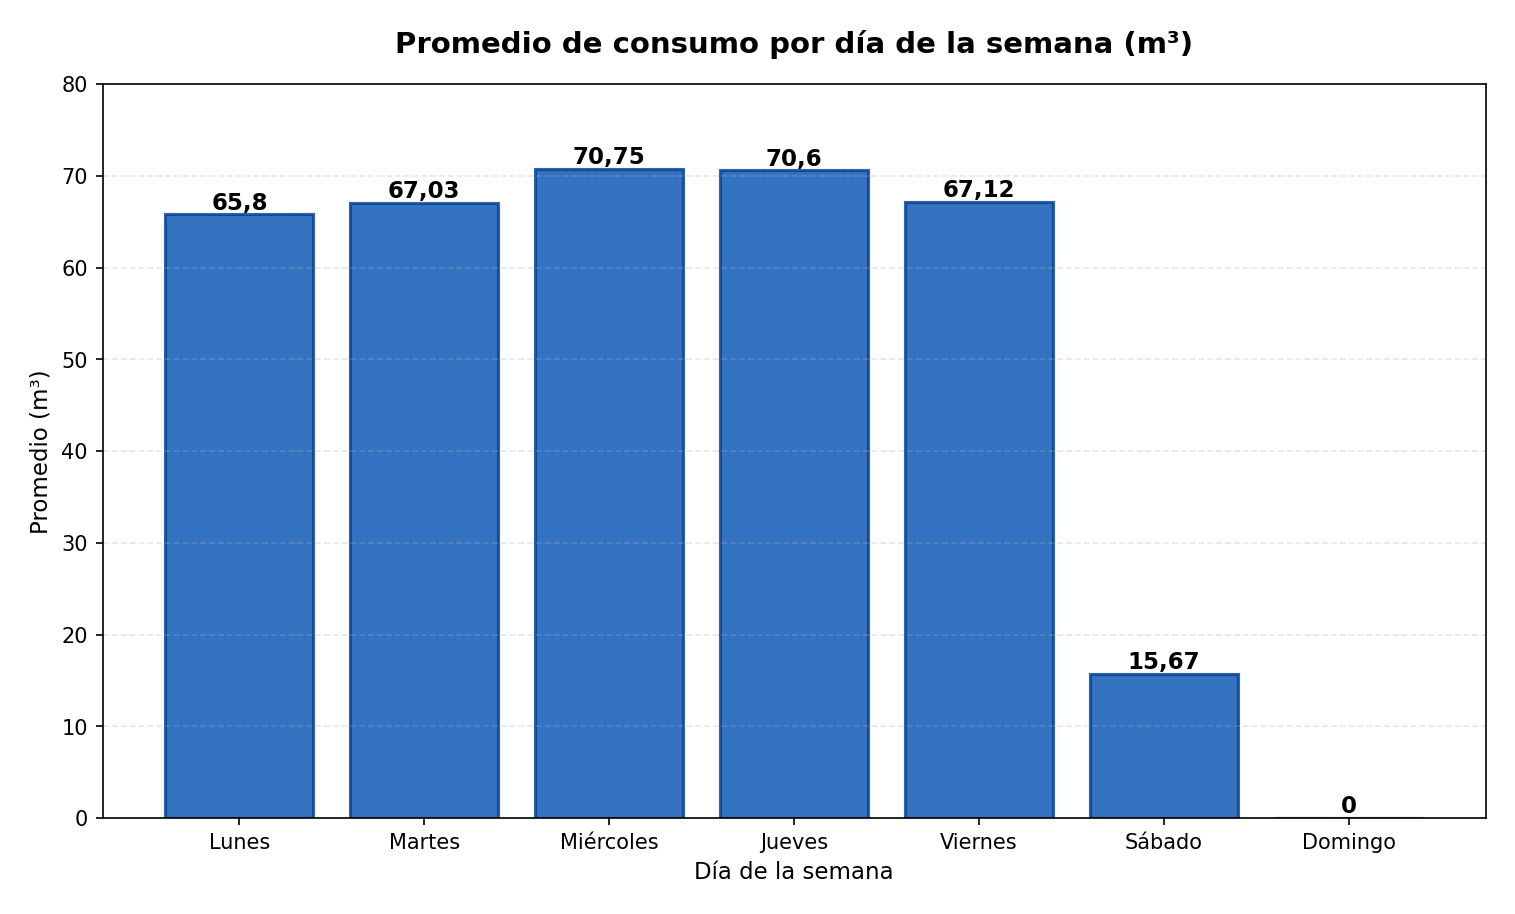 Promedio de consumo por día de la semana (m³)
Promedio (m³)
80
70
60
50
40
30
20
10
0
65,8
67,03
70,75
70,6
67,12
15,67
0
Lunes
Martes
Miércoles
Jueves
Viernes
Sábado
Domingo
Día de la semana